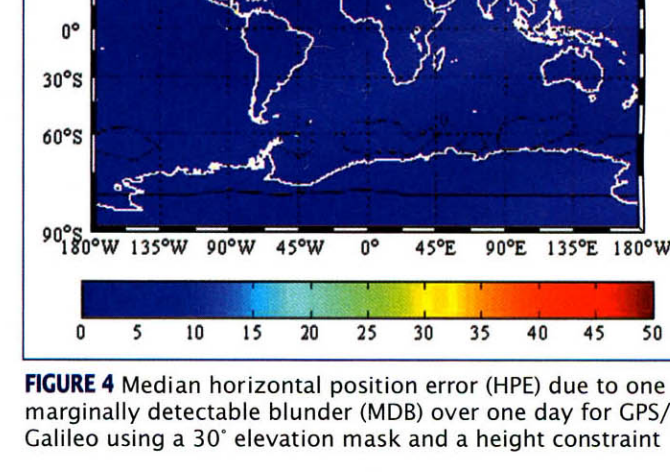 0°
30°S
60°S
90°S
180°W 135°W 90°W 45°W 0° 45°E 90°E 135°E 180°W
0 5 10 15 20 25 30 35 40 45 50
FIGURE 4 Median horizontal position error (HPE) due to one
marginally detectable blunder (MDB) over one day for GPS/
Galileo using a 30° elevation mask and a height constraint